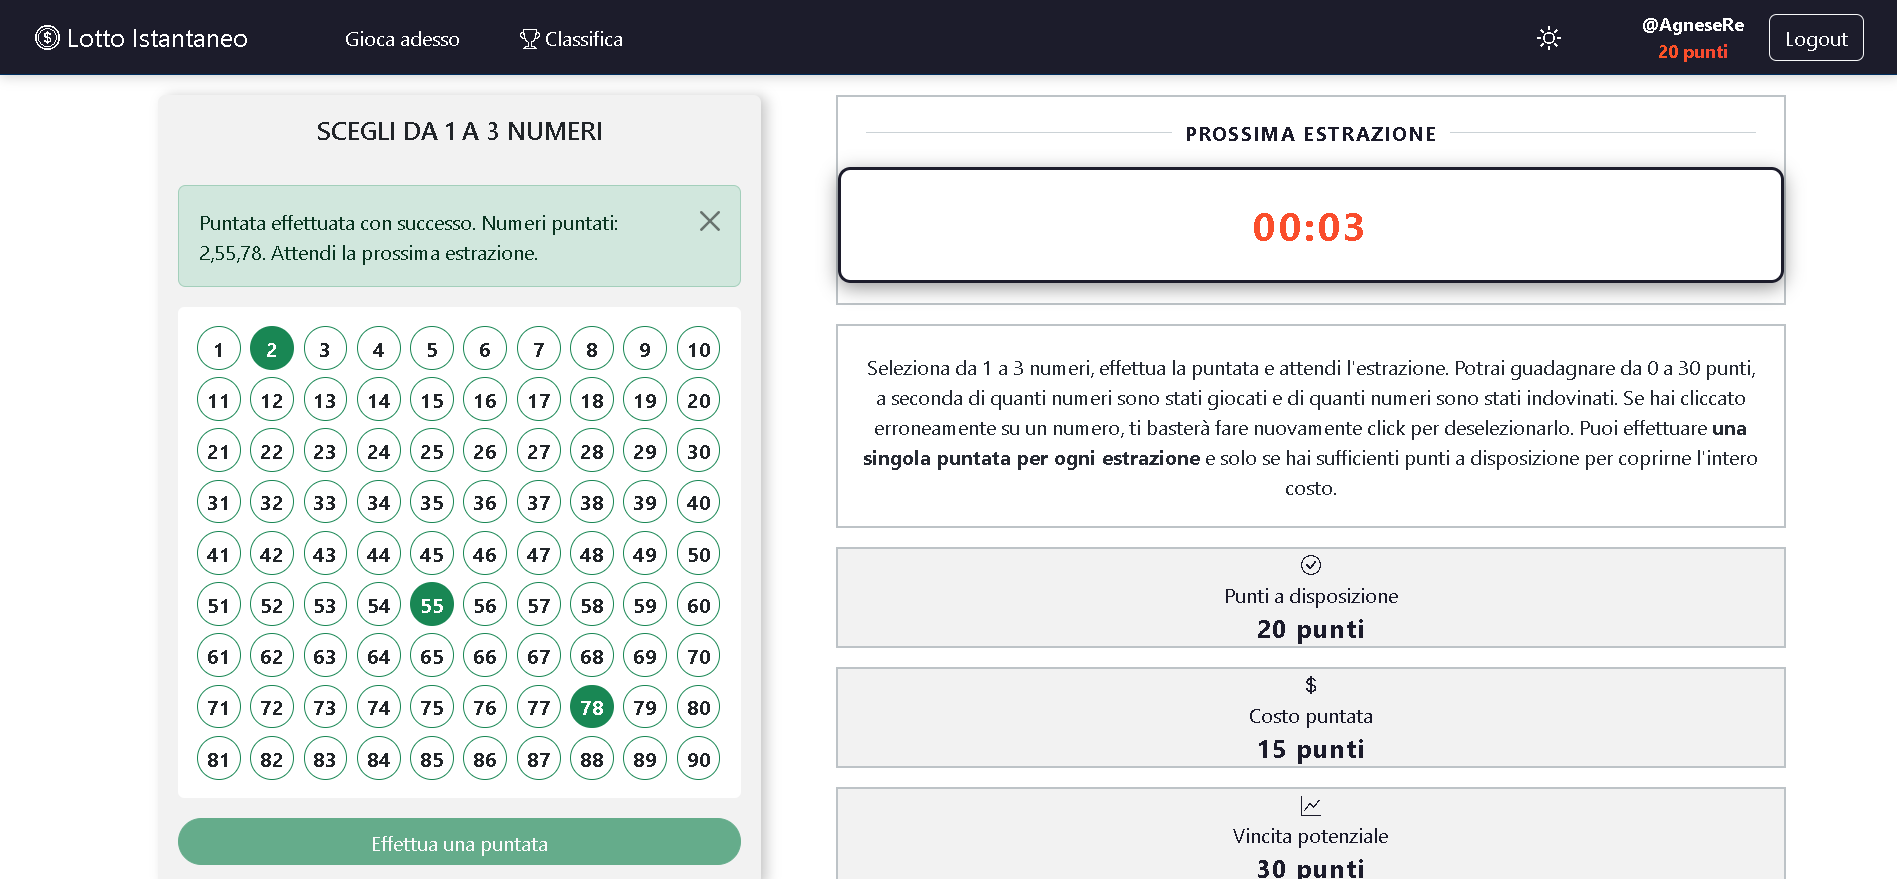 Lotto Istantaneo
Gioca adesso
Classifica
@AgneseRe
20 punti
Logout
SCEGLI DA 1 A 3 NUMERI
Puntata effettuata con successo. Numeri puntati:
2,55,78. Attendi la prossima estrazione.
1 2 3 4 5 6 7 8 9 10
11 12 13 14 15 16 17 18 19 20
21 22 23 24 25 26 27 28 29 30
31 32 33 34 35 36 37 38 39 40
41 42 43 44 45 46 47 48 49 50
51 52 53 54 55 56 57 58 59 60
61 62 63 64 65 66 67 68 69 70
71 72 73 74 75 76 77 78 79 80
81 82 83 84 85 86 87 88 89 90
Effettua una puntata
PROSSIMA ESTRAZIONE
00:03
Seleziona da 1 a 3 numeri, effettua la puntata e attendi l'estrazione. Potrai guadagnare da 0 a 30 punti,
a seconda di quanti numeri sono stati giocati e di quanti numeri sono stati indovinati. Se hai cliccato
erroneamente su un numero, ti basterà fare nuovamente click per deselezionarlo. Puoi effettuare una
singola puntata per ogni estrazione e solo se hai sufficienti punti a disposizione per coprirne l'intero
costo.
Punti a disposizione
20 punti
$
Costo puntata
15 punti
Vincita potenziale
30 punti